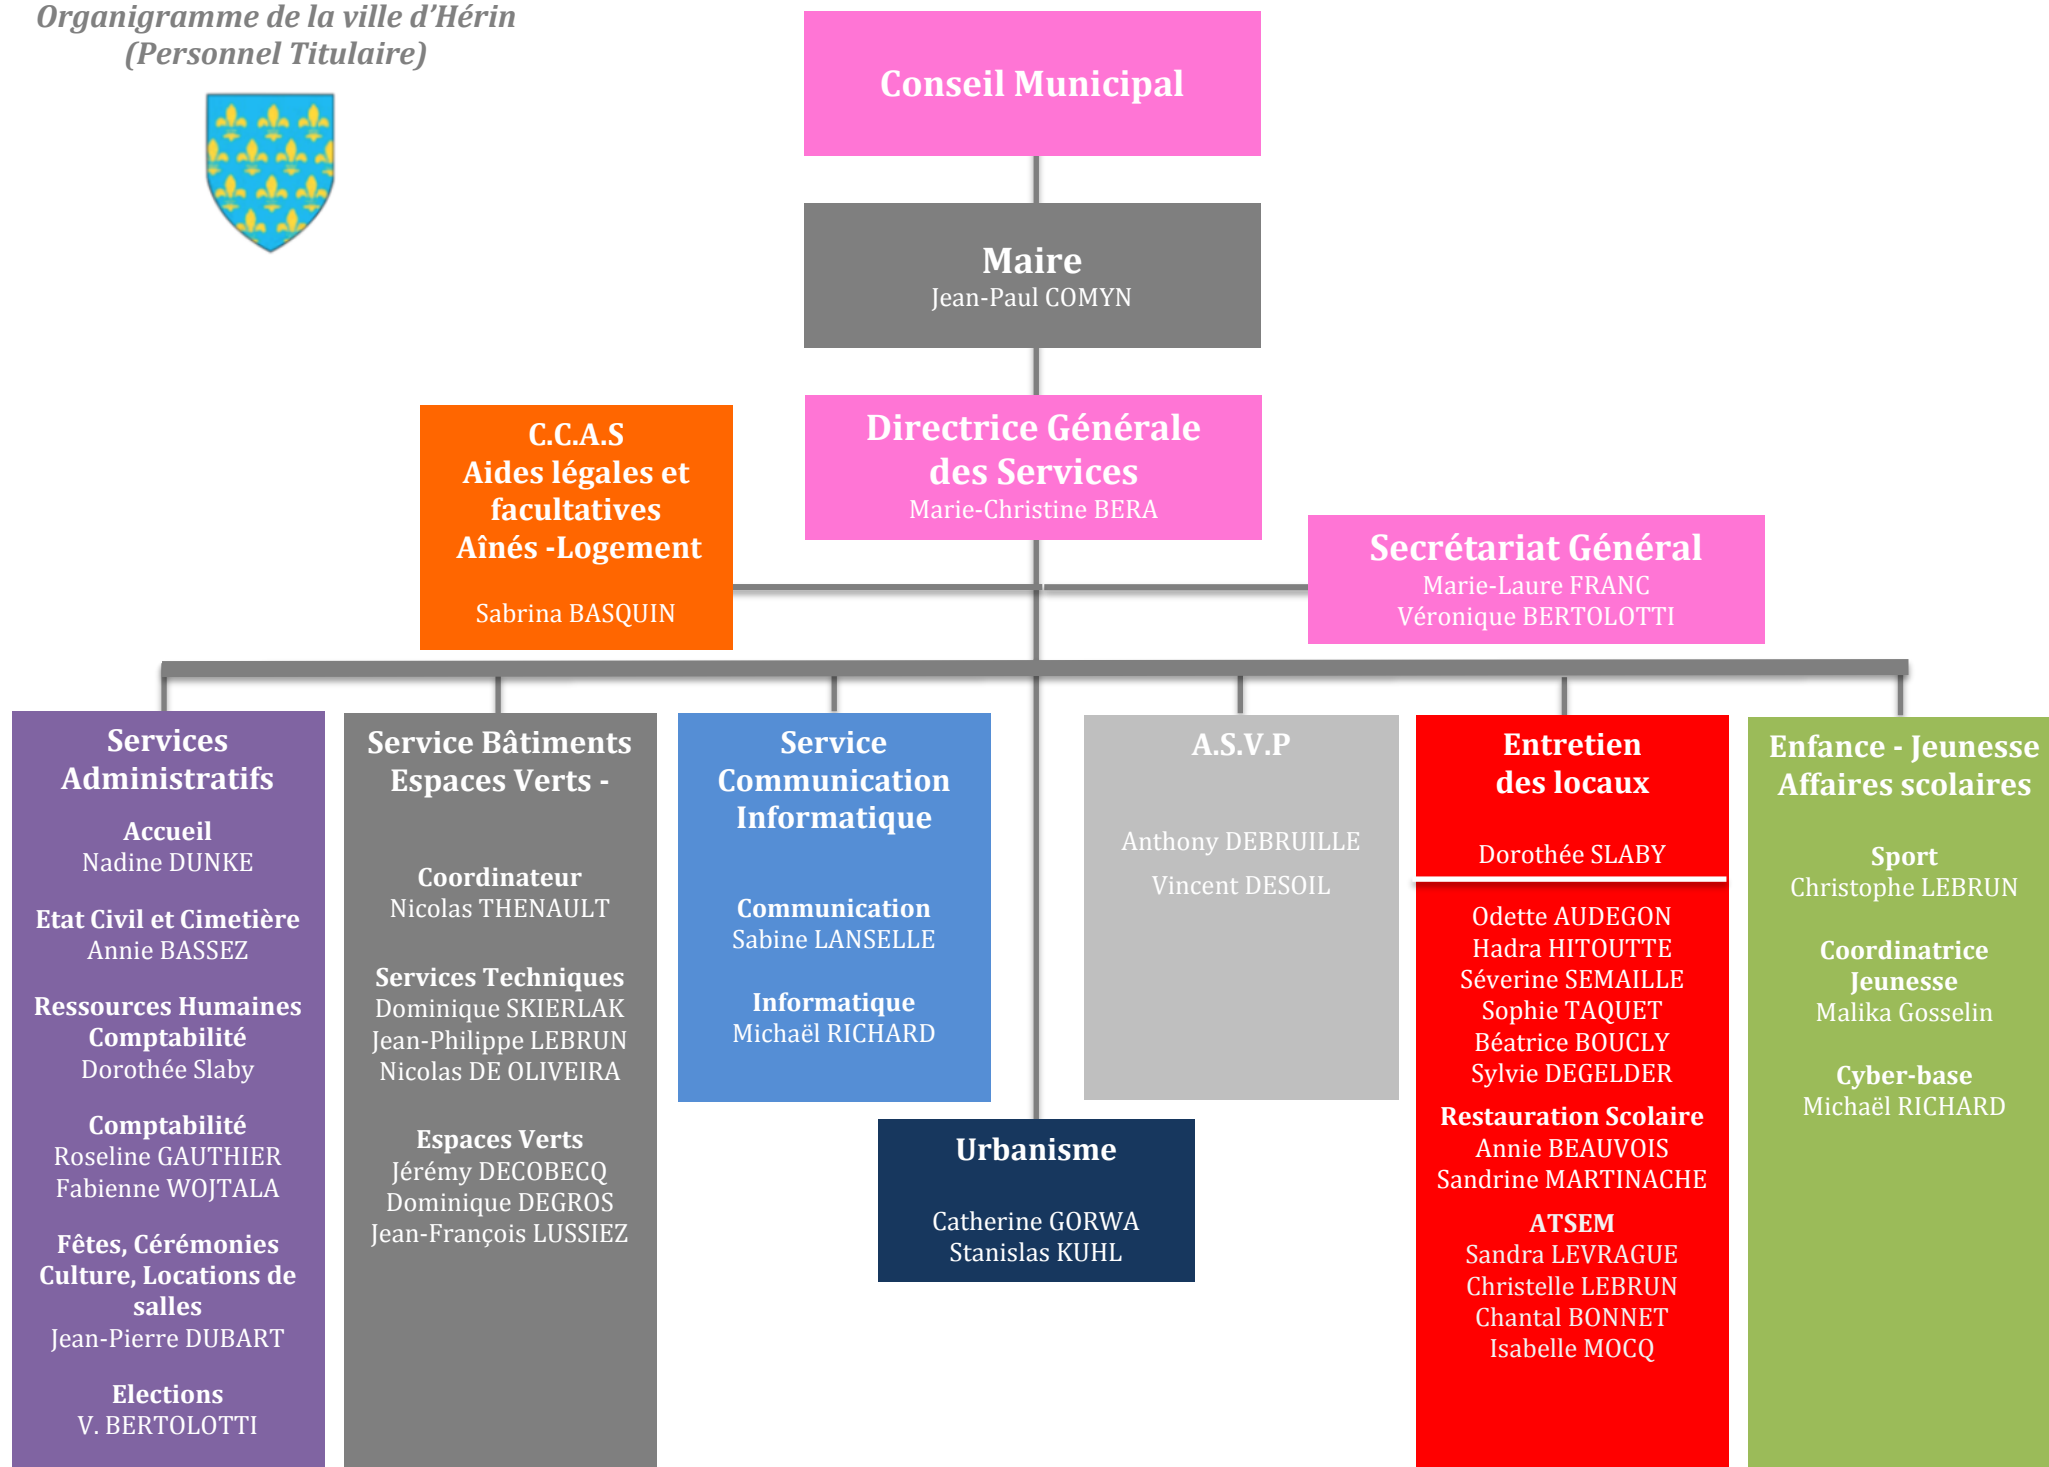 Organigramme de la ville d'Hérin
(Personnel Titulaire)
Conseil Municipal
Maire
Jean-Paul COMYN
Directrice Générale
des Services
Marie-Christine BERA
C.C.A.S
Aides légales et
facultatives
Aînés -Logement
Sabrina BASQUIN
Secrétariat Général
Marie-Laure FRANC
Véronique BERTOLOTTI
Services
Administratifs
Accueil
Nadine DUNKE
Etat Civil et Cimetière
Annie BASSEZ
Ressources Humaines
Comptabilité
Dorothée Slaby
Comptabilité
Roseline GAUTHIER
Fabienne WOJTALA
Fêtes, Cérémonies
Culture, Locations de
salles
Jean-Pierre DUBART
Elections
V. BERTOLOTTI
Service Bâtiments
Espaces Verts -
Coordinateur
Nicolas THENAULT
Services Techniques
Dominique SKIERLAK
Jean-Philippe LEBRUN
Nicolas DE OLIVEIRA
Espaces Verts
Jérémy DECOBECQ
Dominique DEGROS
Jean-François LUSSIEZ
Service
Communication
Informatique
Communication
Sabine LANSELLE
Informatique
Michaël RICHARD
Urbanisme
Catherine GORWA
Stanislas KUHL
A.S.V.P
Anthony DEBRUILLE
Vincent DESOIL
Entretien
des locaux
Dorothée SLABY
Odette AUDEGON
Hadra HITOUTTE
Séverine SEMAILLE
Sophie TAQUET
Béatrice BOUCLY
Sylvie DEGELDER
Restauration Scolaire
Annie BEAUVOIS
Sandrine MARTINACHE
ATSEM
Sandra LEVRAGUE
Christelle LEBRUN
Chantal BONNET
Isabelle MOCQ
Enfance - Jeunesse
Affaires scolaires
Sport
Christophe LEBRUN
Coordinatrice
Jeunesse
Malika Gosselin
Cyber-base
Michaël RICHARD